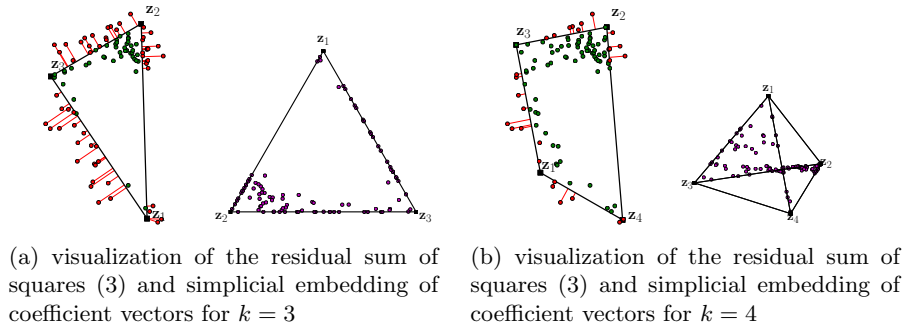 z2
z3
z1
z1
z2
z3
z2
z3
z1
z4
z1
z2
z3
z4
(a) visualization of the residual sum of
squares (3) and simplicial embedding of
coefficient vectors for k = 3
(b) visualization of the residual sum of
squares (3) and simplicial embedding of
coefficient vectors for k = 4